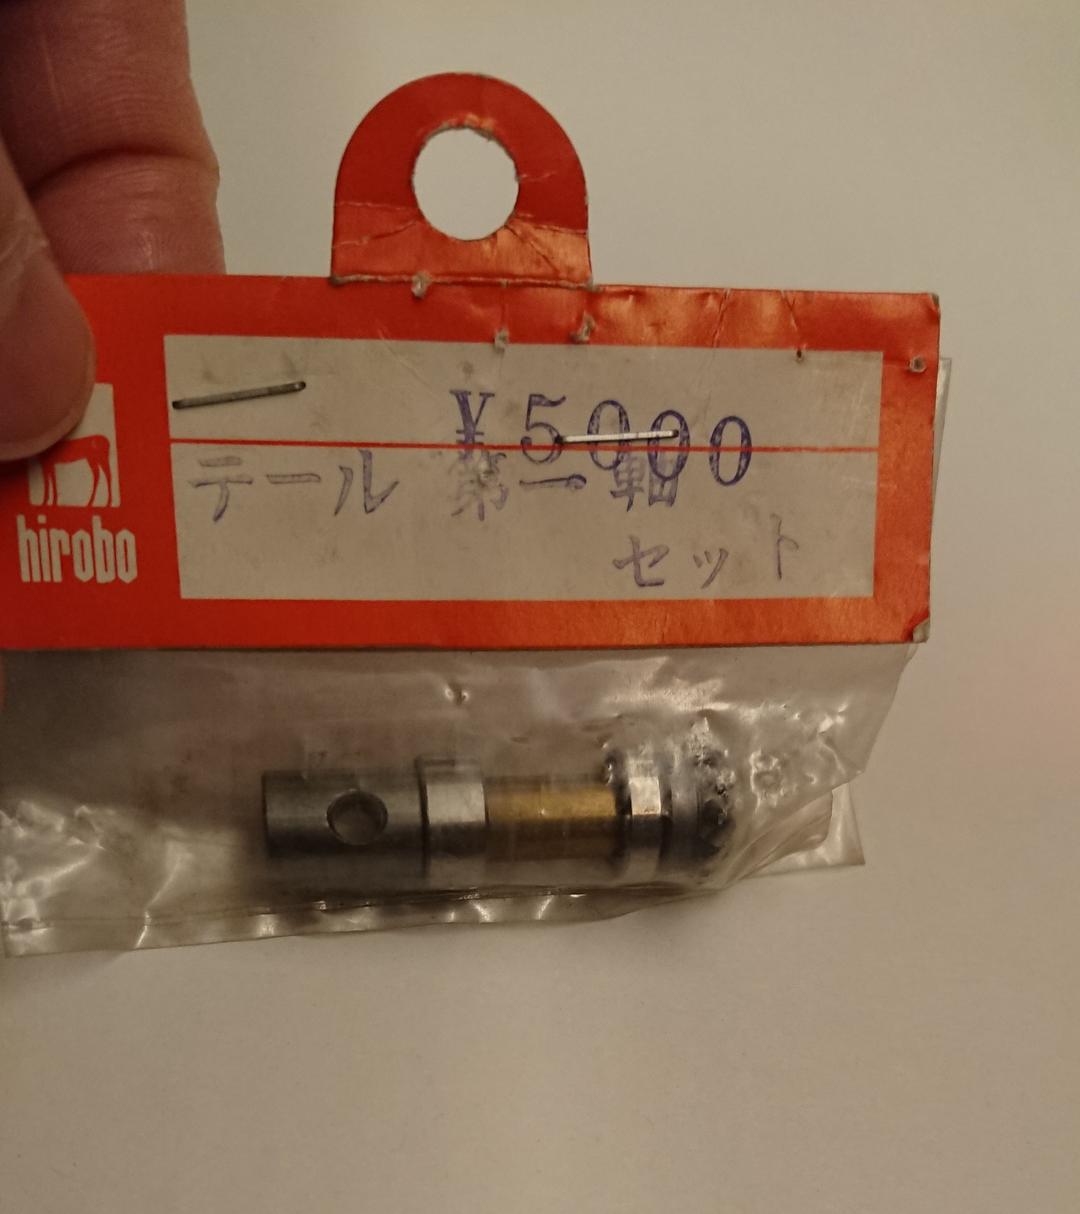 ¥5000
テール 第一軸
セット
hirobo